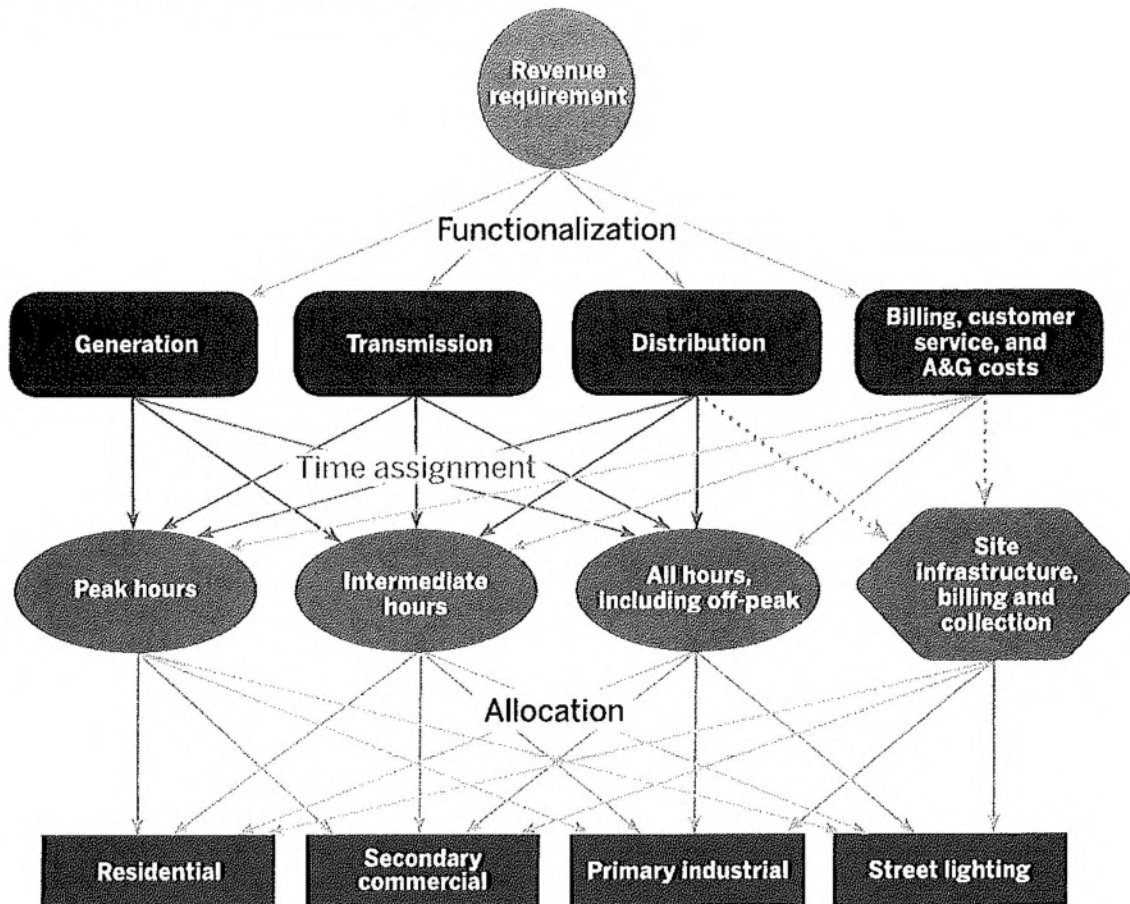 Revenue
requirement
Functionalization
Generation
Transmission
Distribution
Billing, customer
service, and
A&G costs
Time assignment
Peak hours
Intermediate
hours
All hours,
including off-peak
Site
infrastructure,
billing and
collection
Allocation
Residential
Secondary
commercial
Primary industrial
Street lighting